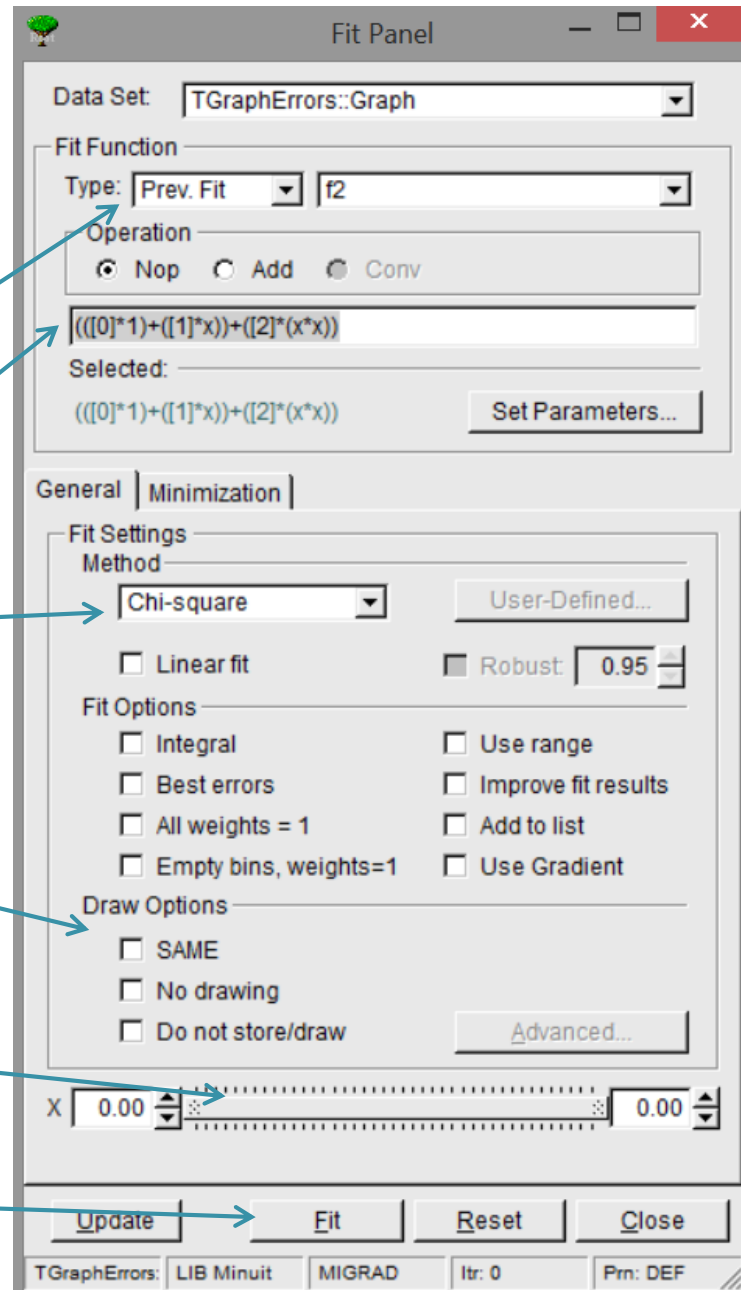 Fit Panel
Data Set: TGraphErrors::Graph
Fit Function
Type: Prev. Fit f2
Operation
Nop Add Conv
(([0]*1)+([1]*x))+([2]*(x*x))
Selected:
(([0]*1)+([1]*x))+([2]*(x*x))
Set Parameters...
General Minimization
Fit Settings
Method
Chi-square User-Defined...
Linear fit Robust: 0.95
Fit Options
Integral Use range
Best errors Improve fit results
All weights = 1 Add to list
Empty bins, weights=1 Use Gradient
Draw Options
SAME
No drawing
Do not store/draw Advanced...
X 0.00 0.00
Update Fit Reset Close
TGraphErrors: LIB Minuit MIGRAD Itr: 0 Prn: DEF